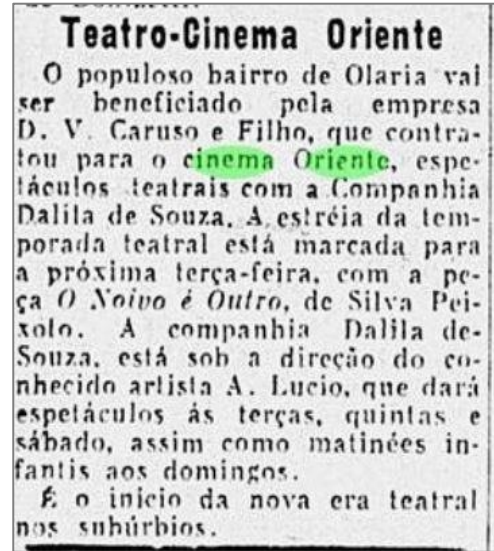 Teatro-Cinema Oriente
O populoso bairro de Olaria vai
ser beneficiado pela empresa
D. V. Caruso e Filho, que contra-
tou para o cinema Oriente, espe-
táculos teatrais com a Companhia
Dalila de Souza. A estréia da tem-
porada teatral está marcada para
a próxima terça-feira, com a pe-
ça O Noivo é Outro, de Silva Pei-
xoto. A companhia Dalila de-
Souza, está sob a direção do co-
nhecido artista A. Lucio, que dará
espetáculos ás terças, quintas e
sábado, assim como matinées in-
fantis aos domingos.
É o inicio da nova era teatral
nos subúrbios.